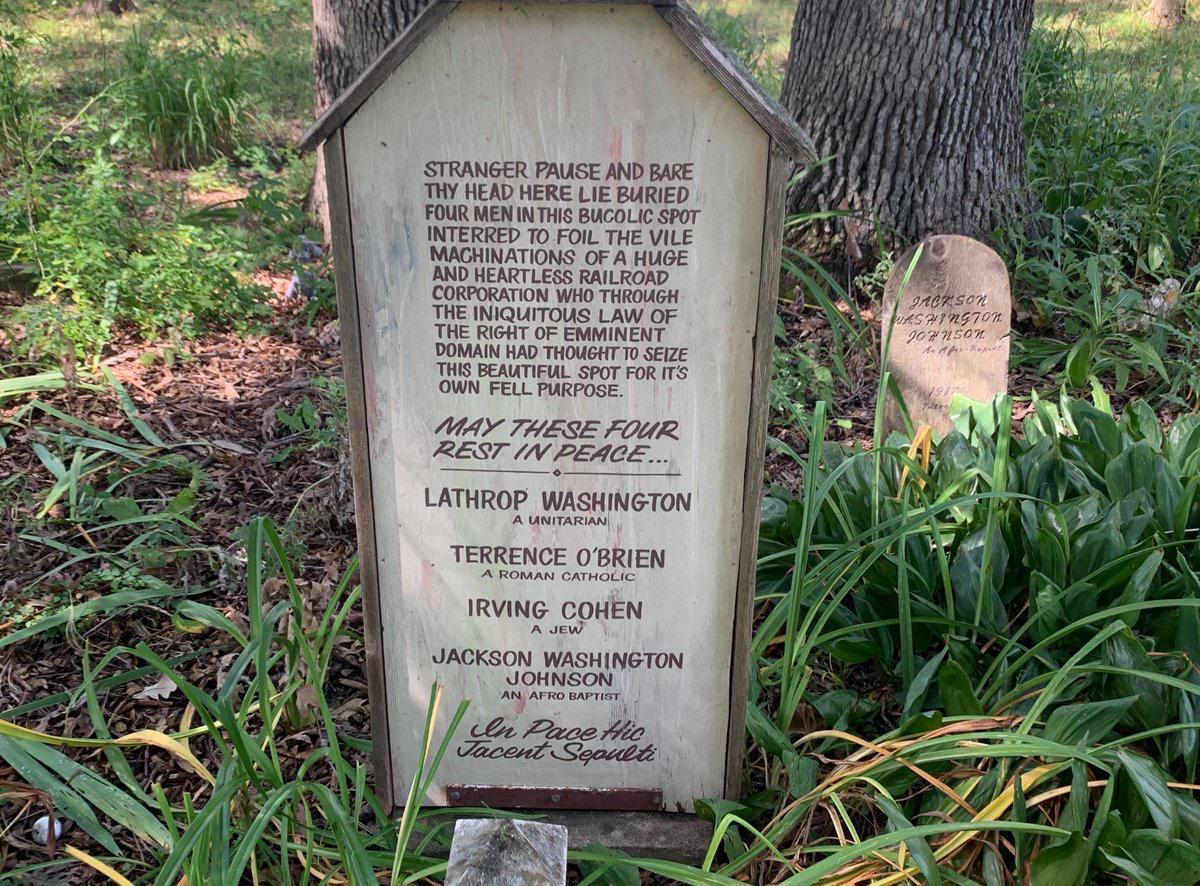 STRANGER PAUSE AND BARE
THY HEAD HERE LIE BURIED
FOUR MEN IN THIS BUCOLIC SPOT
INTERRED TO FOIL THE VILE
MACHINATIONS OF A HUGE
AND HEARTLESS RAILROAD
CORPORATION WHO THROUGH
THE INIQUITOUS LAW OF
THE RIGHT OF EMMINENT
DOMAIN HAD THOUGHT TO SEIZE
THIS BEAUTIFUL SPOT FOR IT'S
OWN FELL PURPOSE.
MAY THESE FOUR
REST IN PEACE...
LATHROP WASHINGTON
A UNITARIAN
TERRENCE O'BRIEN
A ROMAN CATHOLIC
IRVING COHEN
A JEW
JACKSON WASHINGTON
JOHNSON
AN AFRO BAPTIST
In Pace Hic
Jacent Sepulti
JACKSON
WASHINGTON
JOHNSON
An Afro-Baptist